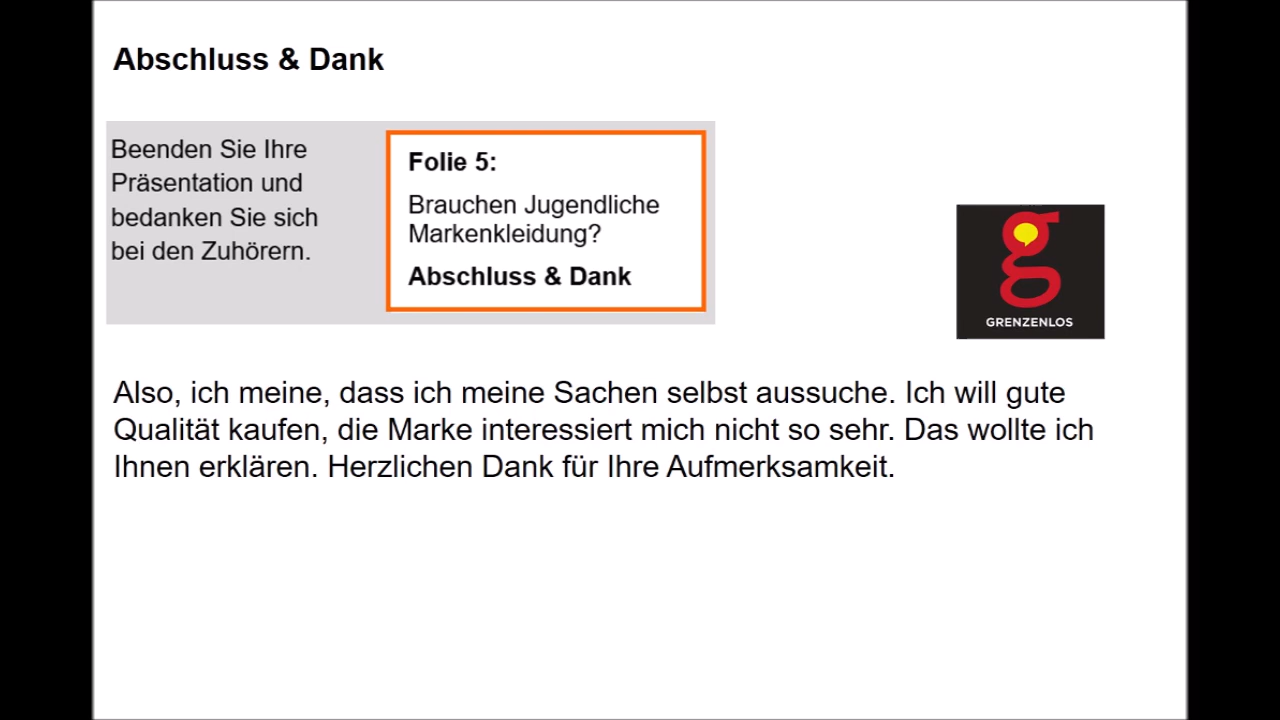 Abschluss & Dank
Beenden Sie Ihre
Präsentation und
bedanken Sie sich
bei den Zuhörern.
Folie 5:
Brauchen Jugendliche
Markenkleidung?
Abschluss & Dank
g
GRENZENLOS
Also, ich meine, dass ich meine Sachen selbst aussuche. Ich will gute
Qualität kaufen, die Marke interessiert mich nicht so sehr. Das wollte ich
Ihnen erklären. Herzlichen Dank für Ihre Aufmerksamkeit.